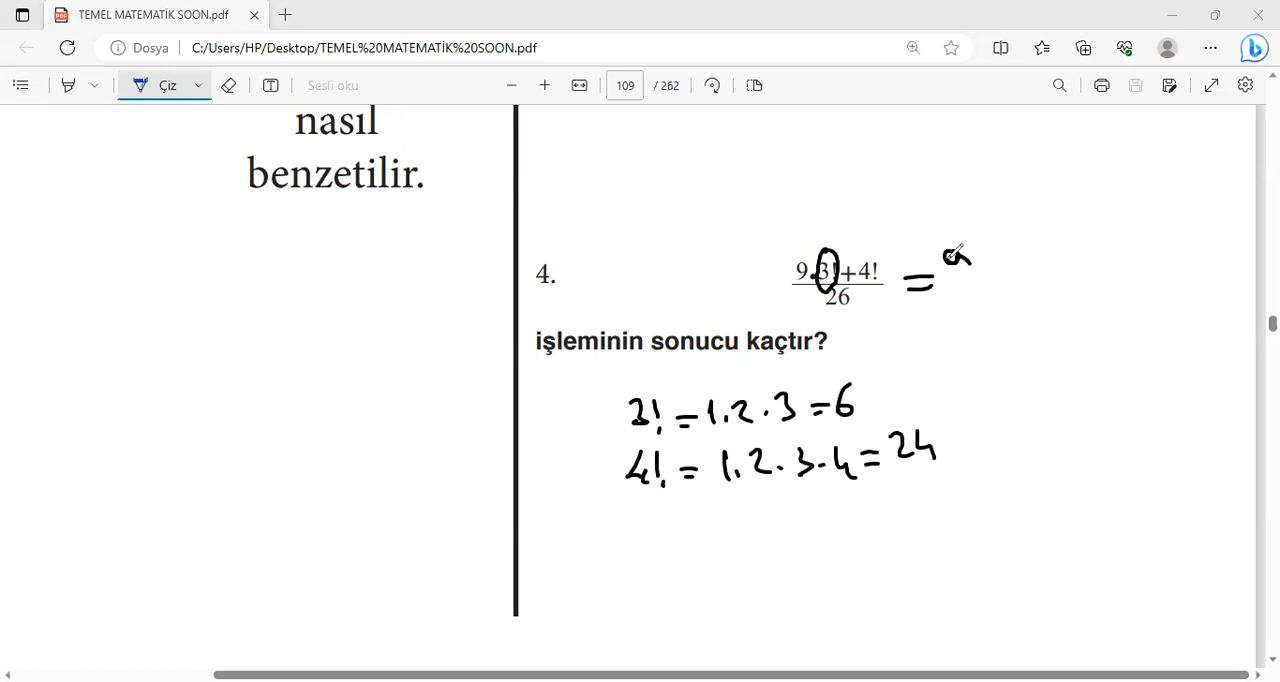 TEMEL MATEMATİK SOON.pdf
Dosya C:/Users/HP/Desktop/TEMEL%20MATEMATİK%20SOON.pdf
Çiz
Sesli oku
109 / 262
nasıl
benzetilir.
4.
9.3!+4!
26
=
işleminin sonucu kaçtır?
3! = 1.2.3 = 6
4! = 1.2.3.4 = 24